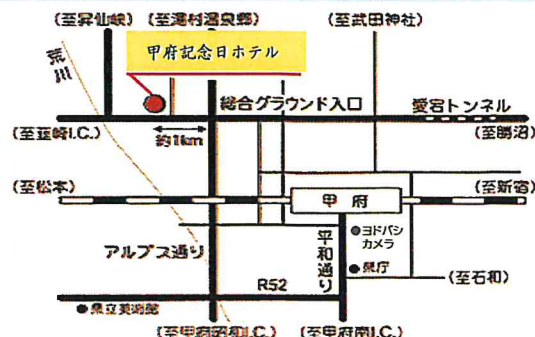 (至昇仙峡)
(至湯村温泉郷)
(至武田神社)
荒川
甲府記念日ホテル
総合グラウンド入口
愛宕トンネル
(至韮崎I.C.)
約1km
(至勝沼)
(至松本)
甲府
(至新宿)
アルプス通り
平和通り
ヨドバシ
カメラ
県庁
(至石和)
R52
県立美術館
(至甲府昭和I.C.)
(至甲府南I.C.)